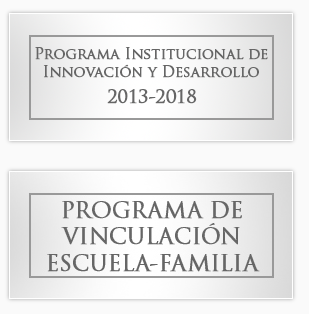 Programa Institucional de
Innovación y Desarrollo
2013-2018
PROGRAMA DE
VINCULACIÓN
ESCUELA-FAMILIA